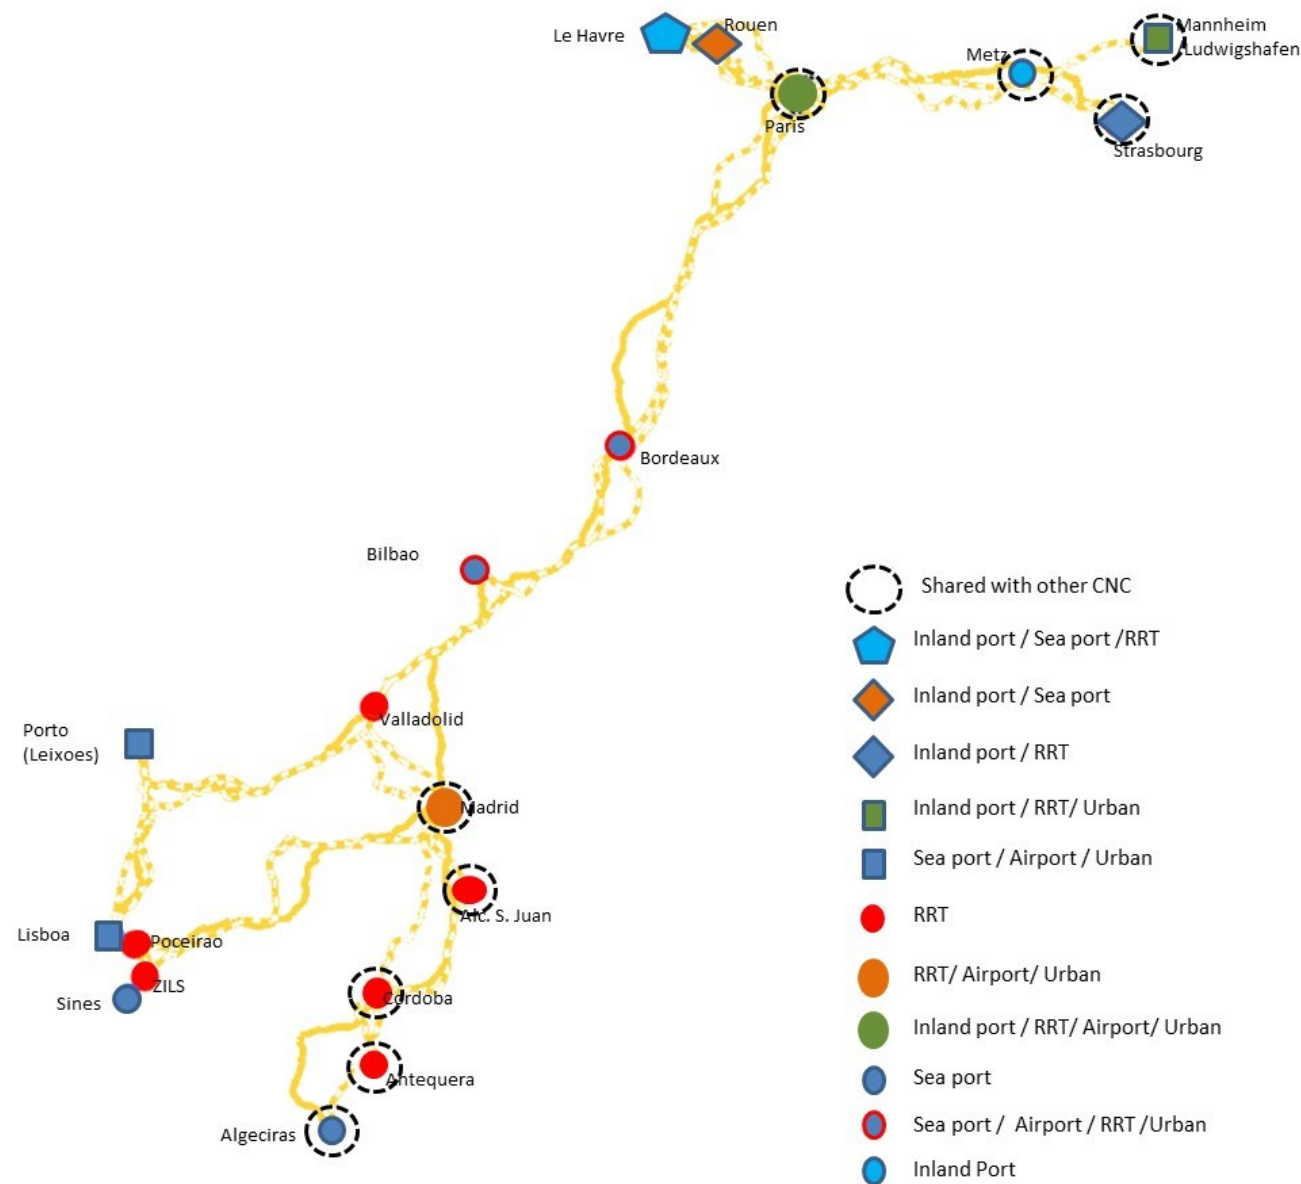 Rouen
Le Havre
Mannheim
Ludwigshafen
Metz
Paris
Strasbourg
Bordeaux
Bilbao
Valladolid
Porto
(Leixoes)
Madrid
Alc. S. Juan
Lisboa
Poceirao
ZILS
Sines
Cordoba
Antequera
Algeciras
Shared with other CNC
Inland port / Sea port /RRT
Inland port / Sea port
Inland port / RRT
Inland port / RRT/ Urban
Sea port / Airport / Urban
RRT
RRT/ Airport/ Urban
Inland port / RRT/ Airport/ Urban
Sea port
Sea port /  Airport / RRT /Urban
Inland Port